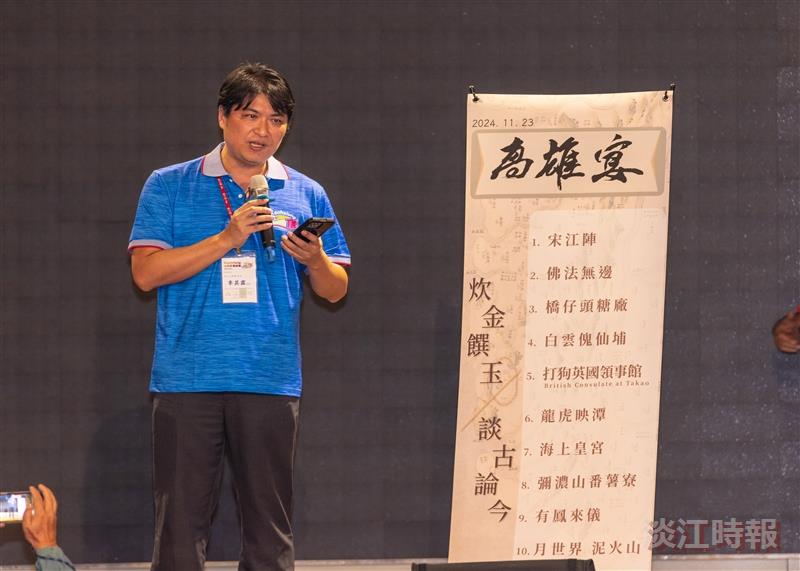 2024. 11. 23
高雄宴
炊金饌玉
談古論今
1. 宋江陣
2. 佛法無邊
3. 橋仔頭糖廠
4. 白雲傀仙埔
5. 打狗英國領事館
British Consulate at Takao
6. 龍虎映潭
7. 海上皇宮
8. 彌濃山番薯寮
9. 有鳳來儀
10. 月世界 泥火山
淡江時報